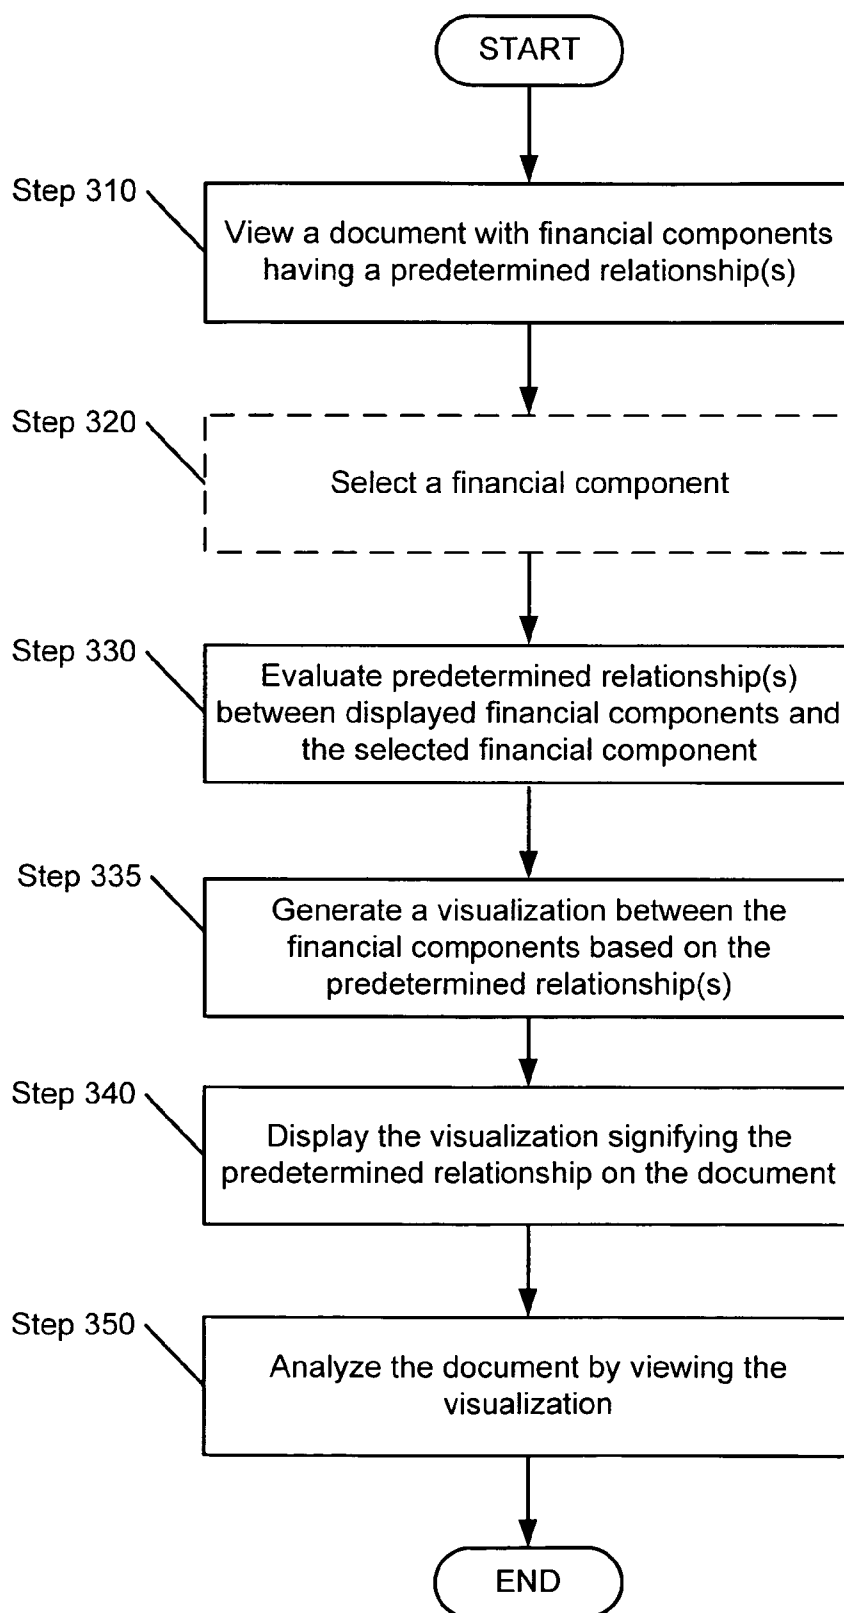 START
Step 310
View a document with financial components
having a predetermined relationship(s)
Step 320
Select a financial component
Step 330
Evaluate predetermined relationship(s)
between displayed financial components and
the selected financial component
Step 335
Generate a visualization between the
financial components based on the
predetermined relationship(s)
Step 340
Display the visualization signifying the
predetermined relationship on the document
Step 350
Analyze the document by viewing the
visualization
END